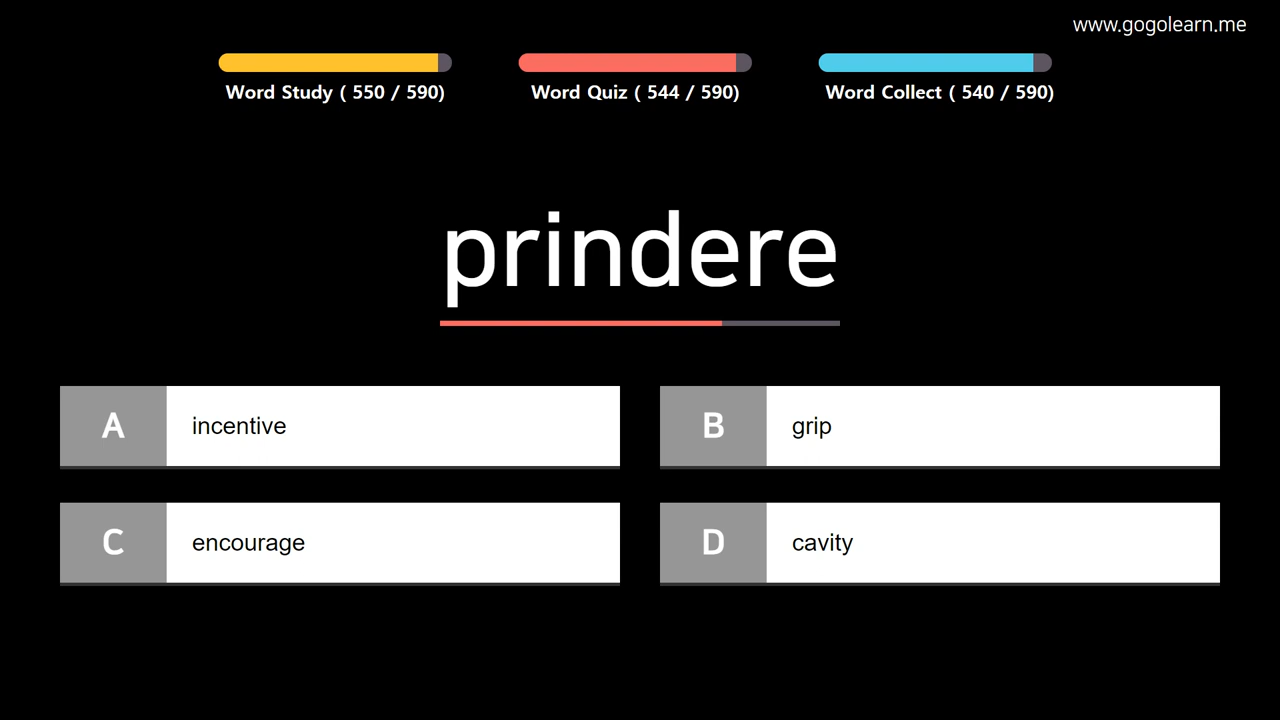 www.gogolearn.me
Word Study ( 550 / 590)
Word Quiz ( 544 / 590)
Word Collect ( 540 / 590)
prindere
A incentive
B grip
C encourage
D cavity